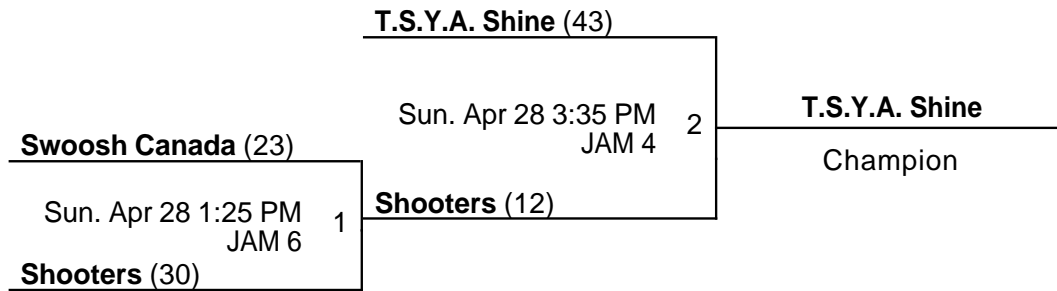 T.S.Y.A. Shine (43)
Sun. Apr 28 3:35 PM
JAM 4
2
T.S.Y.A. Shine
Champion
Swoosh Canada (23)
Sun. Apr 28 1:25 PM
JAM 6
1
Shooters (12)
Shooters (30)